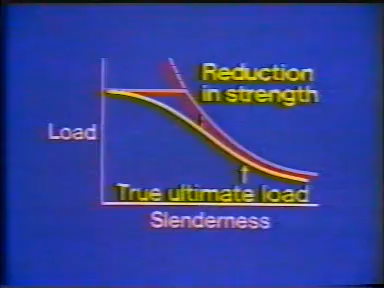 Reduction
in strength
Load
True ultimate load
Slenderness